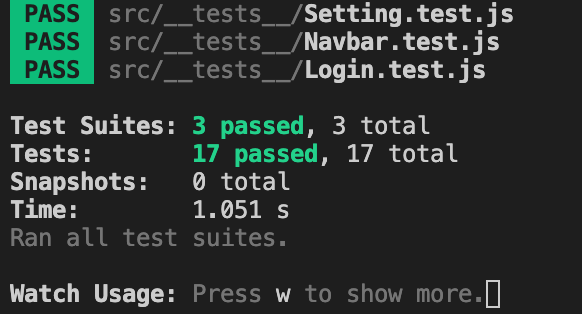 PASS src/__tests__/Setting.test.js
PASS src/__tests__/Navbar.test.js
PASS src/__tests__/Login.test.js
Test Suites: 3 passed, 3 total
Tests: 17 passed, 17 total
Snapshots: 0 total
Time: 1.051 s
Ran all test suites.
Watch Usage: Press w to show more.